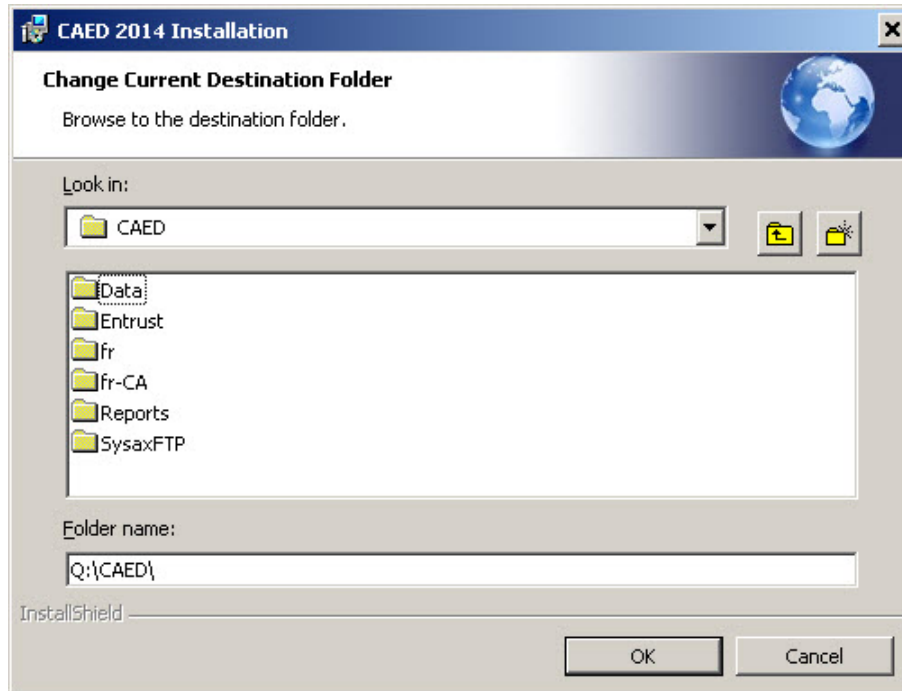 CAED 2014 Installation
Change Current Destination Folder
Browse to the destination folder.
Look in:
CAED
Data
Entrust
fr
fr-CA
Reports
SysaxFTP
Folder name:
Q:\CAED\
InstallShield
OK
Cancel